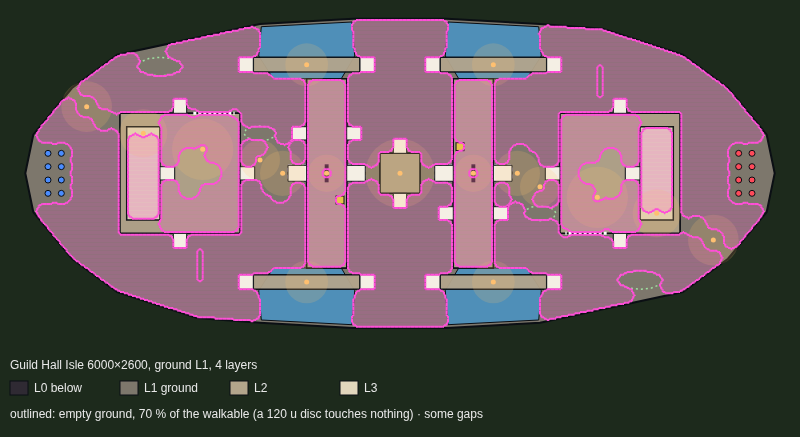 Guild Hall Isle 6000×2600, ground L1, 4 layers
L0 below L1 ground L2 L3
outlined: empty ground, 70 % of the walkable (a 120 u disc touches nothing) · some gaps